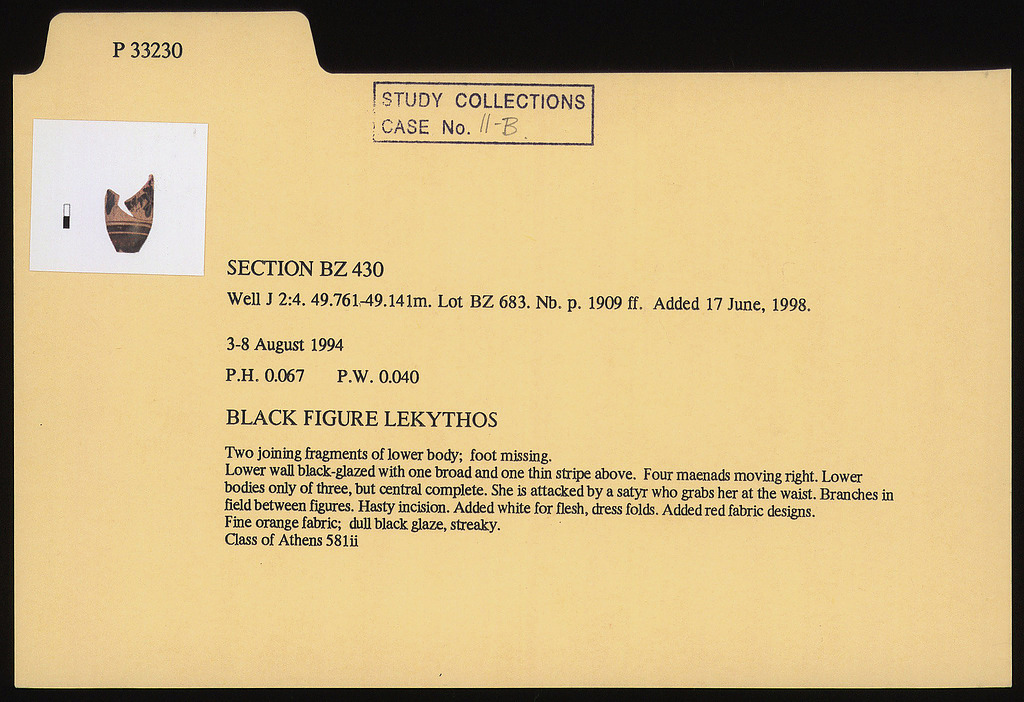 P 33230
STUDY COLLECTIONS
CASE No. 11-B
SECTION BZ 430
Well J 2:4. 49.761-49.141m. Lot BZ 683. Nb. p. 1909 ff. Added 17 June, 1998.
3-8 August 1994
P.H. 0.067 P.W. 0.040
BLACK FIGURE LEKYTHOS
Two joining fragments of lower body; foot missing.
Lower wall black-glazed with one broad and one thin stripe above. Four maenads moving right. Lower
bodies only of three, but central complete. She is attacked by a satyr who grabs her at the waist. Branches in
field between figures. Hasty incision. Added white for flesh, dress folds. Added red fabric designs.
Fine orange fabric; dull black glaze, streaky.
Class of Athens 581ii